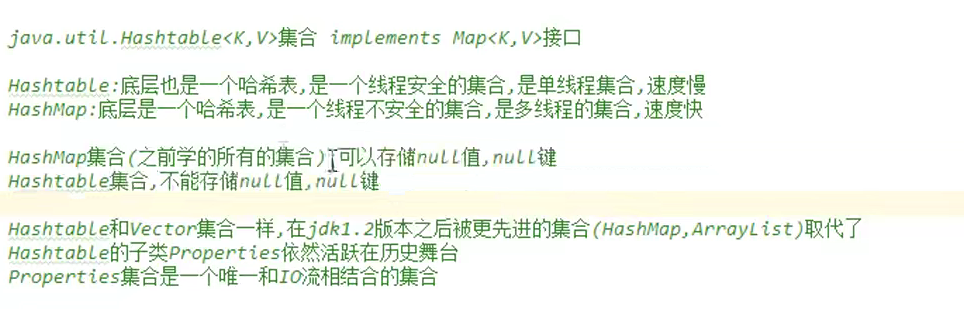 java.util.Hashtable<K,V>集合 implements Map<K,V>接口
Hashtable:底层也是一个哈希表,是一个线程安全的集合,是单线程集合,速度慢
HashMap:底层是一个哈希表,是一个线程不安全的集合,是多线程的集合,速度快
HashMap集合(之前学的所有的集合):可以存储null值,null键
Hashtable集合,不能存储null值,null键
Hashtable和Vector集合一样,在jdk1.2版本之后被更先进的集合(HashMap,ArrayList)取代了
Hashtable的子类Properties依然活跃在历史舞台
Properties集合是一个唯一和IO流相结合的集合